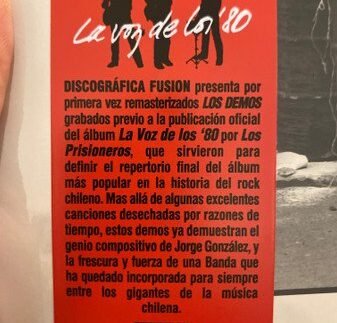 La voz de los '80
DISCOGRÁFICA FUSION presenta por
primera vez remasterizados LOS DEMOS
grabados previo a la publicación oficial
del álbum La Voz de los '80 por Los
Prisioneros, que sirvieron para
definir el repertorio final del álbum
más popular en la historia del rock
chileno. Mas allá de algunas excelentes
canciones desechadas por razones de
tiempo, estos demos ya demuestran el
genio compositivo de Jorge González, y
la frescura y fuerza de una Banda que
ha quedado incorporada para siempre
entre los gigantes de la música
chilena.